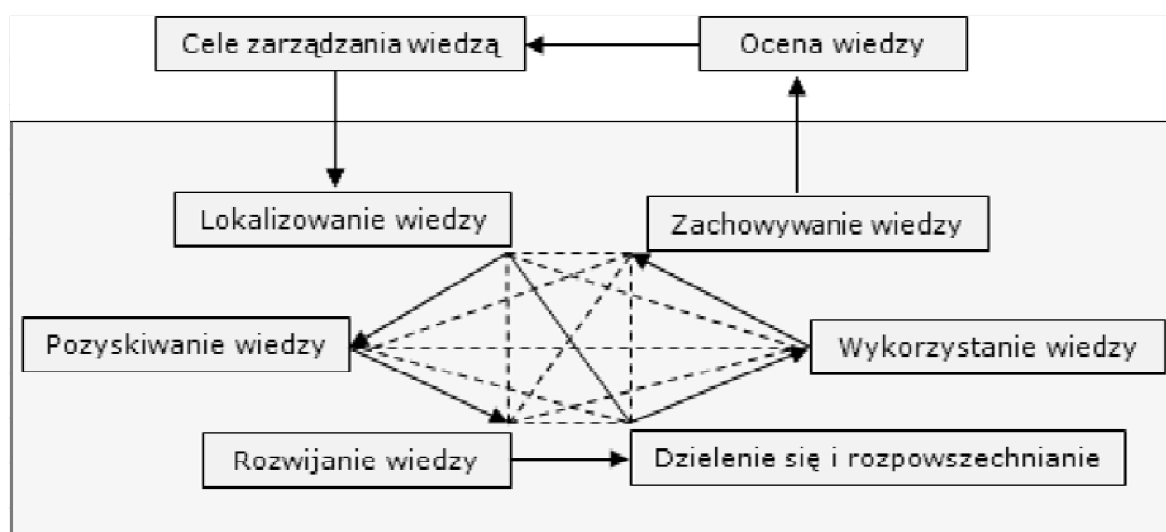 Cele zarządzania wiedzą
Ocena wiedzy
Lokalizowanie wiedzy
Zachowywanie wiedzy
Pozyskiwanie wiedzy
Wykorzystanie wiedzy
Rozwijanie wiedzy
Dzielenie się i rozpowszechnianie